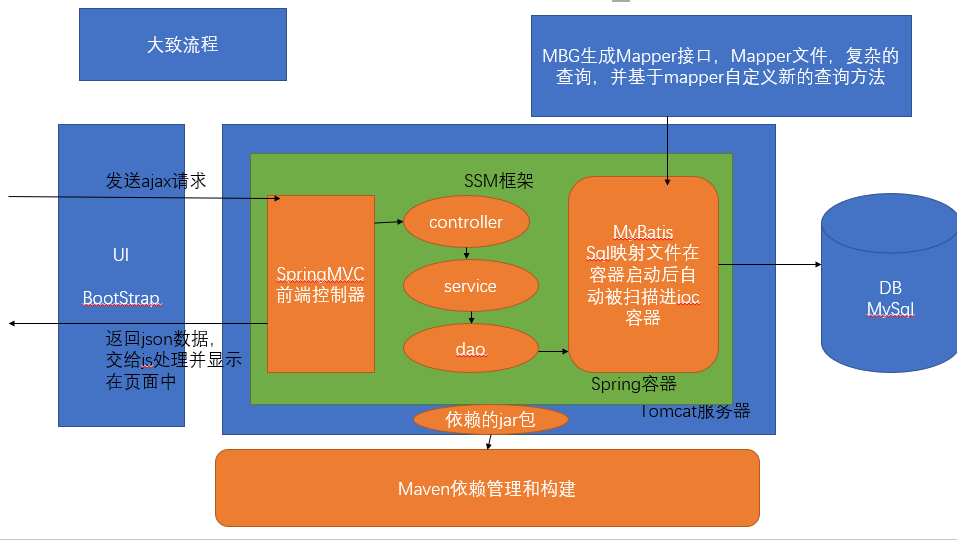 大致流程
MBG生成Mapper接口，Mapper文件，复杂的
查询，并基于mapper自定义新的查询方法
发送ajax请求
UI
BootStrap
返回json数据，
交给js处理并显示
在页面中
SSM框架
SpringMVC
前端控制器
controller
service
dao
MyBatis
Sql映射文件在
容器启动后自
动被扫描进ioc
容器
Spring容器
Tomcat服务器
DB
MySql
依赖的jar包
Maven依赖管理和构建